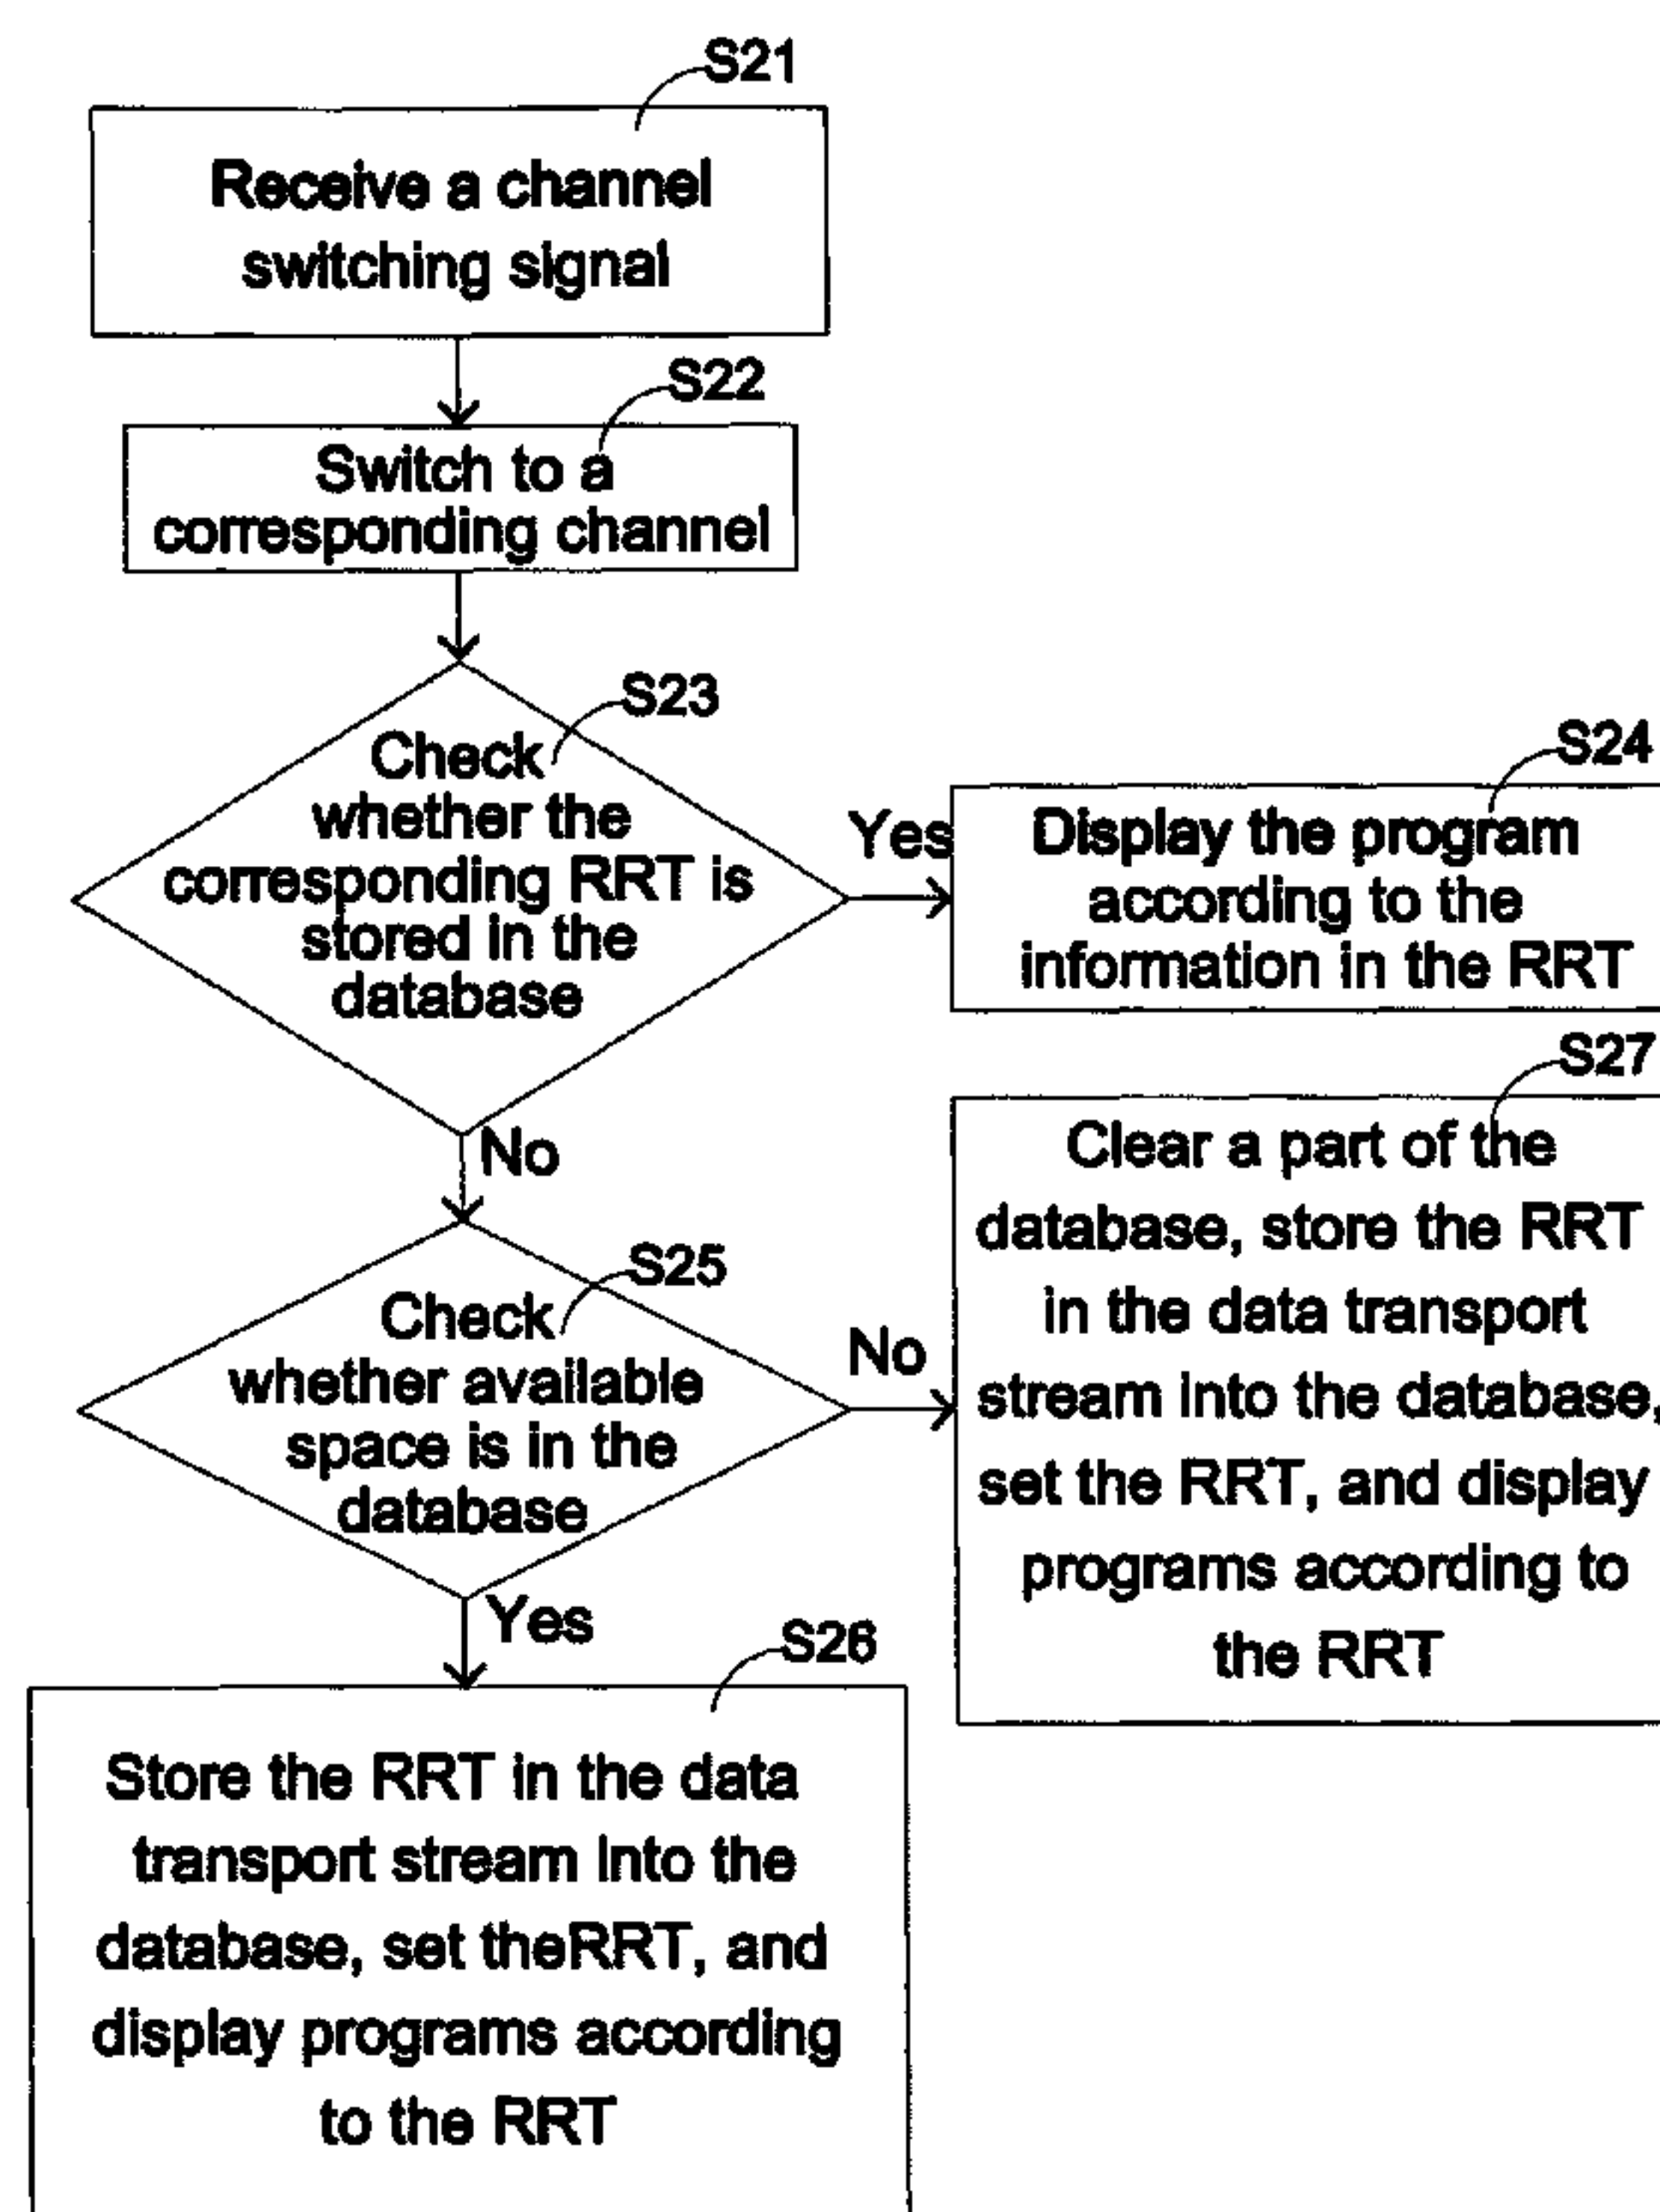 S21
Receive a channel
switching signal
S22
Switch to a
corresponding channel
S23
Check
whether the
corresponding RRT is
stored in the
database
Yes
S24
Display the program
according to the
information in the RRT
No
S25
Check
whether available
space is in the
database
No
S27
Clear a part of the
database, store the RRT
in the data transport
stream into the database,
set the RRT, and display
programs according to
the RRT
Yes
S26
Store the RRT in the data
transport stream into the
database, set theRRT, and
display programs according
to the RRT